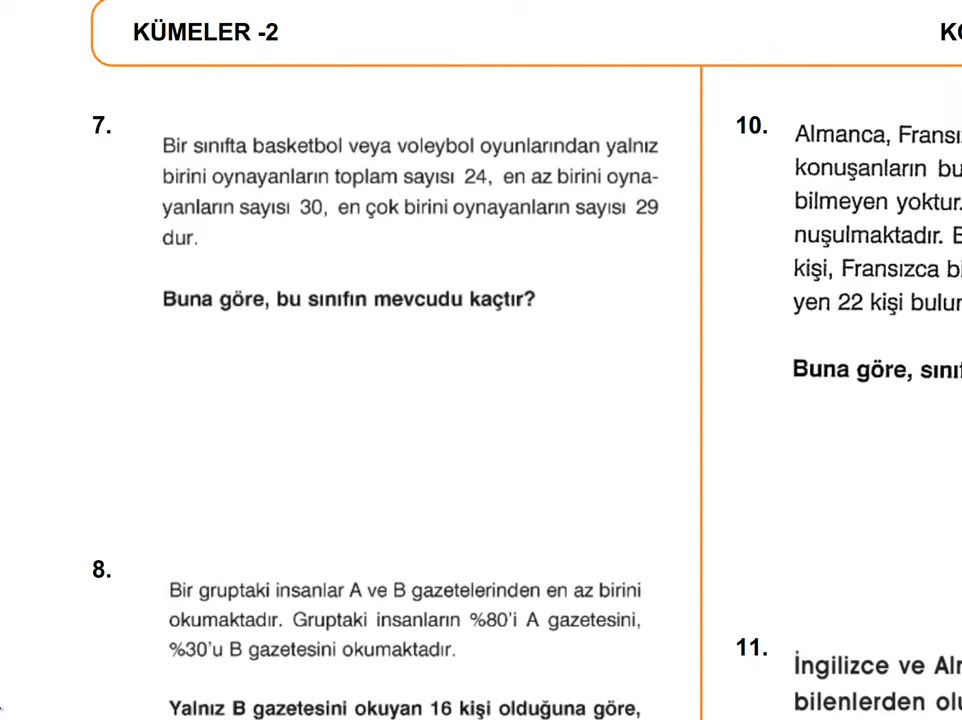 KÜMELER -2
7.
Bir sınıfta basketbol veya voleybol oyunlarından yalnız
birini oynayanların toplam sayısı 24, en az birini oyna-
yanların sayısı 30, en çok birini oynayanların sayısı 29
dur.
Buna göre, bu sınıfın mevcudu kaçtır?
8.
Bir gruptaki insanlar A ve B gazetelerinden en az birini
okumaktadır. Gruptaki insanların %80'i A gazetesini,
%30'u B gazetesini okumaktadır.
Yalnız B gazetesini okuyan 16 kişi olduğuna göre,
10.
Almanca,
konuşanların
bilmeyen yoktur.
nuşulmaktadır.
kişi, Fransızca
yen 22 kişi
Buna göre,
11.
İngilizce ve
bilenlerden